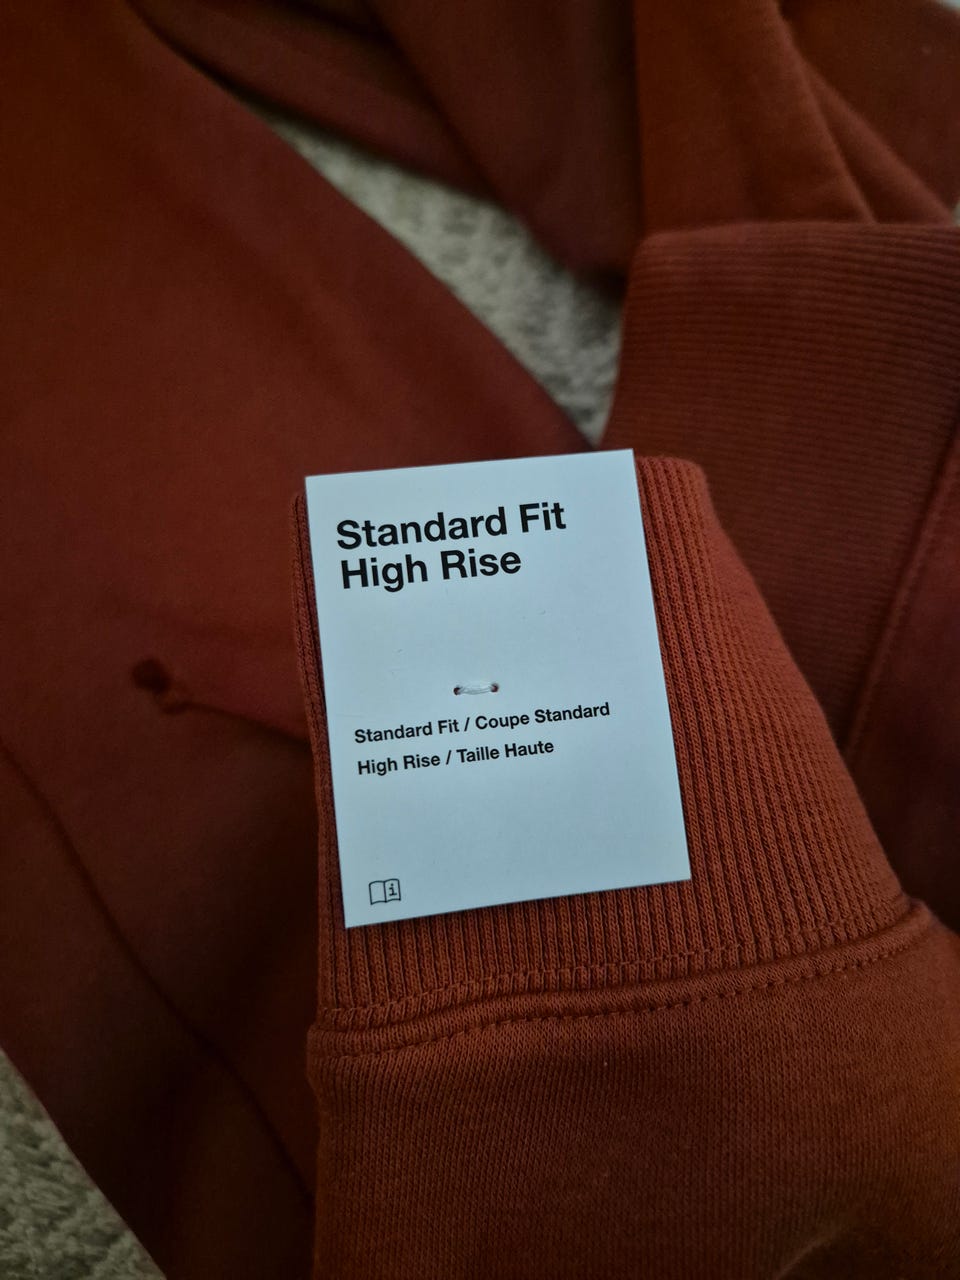 Standard Fit
High Rise
Standard Fit / Coupe Standard
High Rise / Taille Haute
i